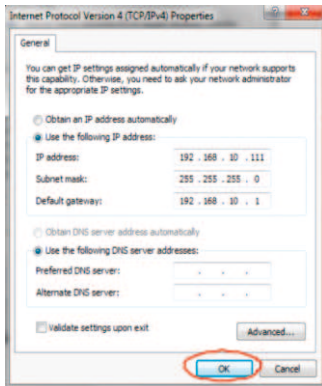 Internet Protocol Version 4 (TCP/IPv4) Properties
General
You can get IP settings assigned automatically if your network supports
this capability. Otherwise, you need to ask your network administrator
for the appropriate IP settings.
Obtain an IP address automatically
Use the following IP address:
IP address: 192 . 168 . 10 . 111
Subnet mask: 255 . 255 . 255 . 0
Default gateway: 192 . 168 . 10 . 1
Obtain DNS server address automatically
Use the following DNS server addresses:
Preferred DNS server: . . .
Alternate DNS server: . . .
Validate settings upon exit
Advanced...
OK Cancel